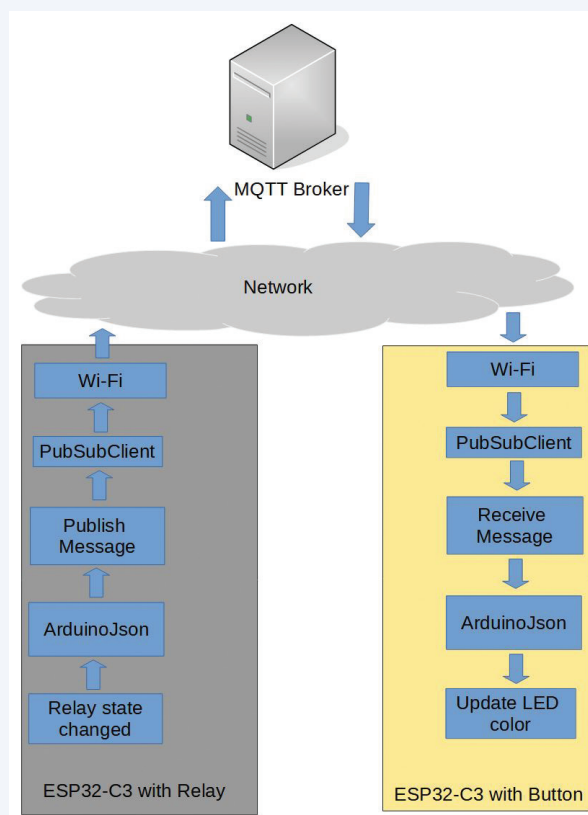 MQTT Broker
Network
Wi-Fi
PubSubClient
Publish
Message
ArduinoJson
Relay state
changed
ESP32-C3 with Relay
Wi-Fi
PubSubClient
Receive
Message
ArduinoJson
Update LED
color
ESP32-C3 with Button